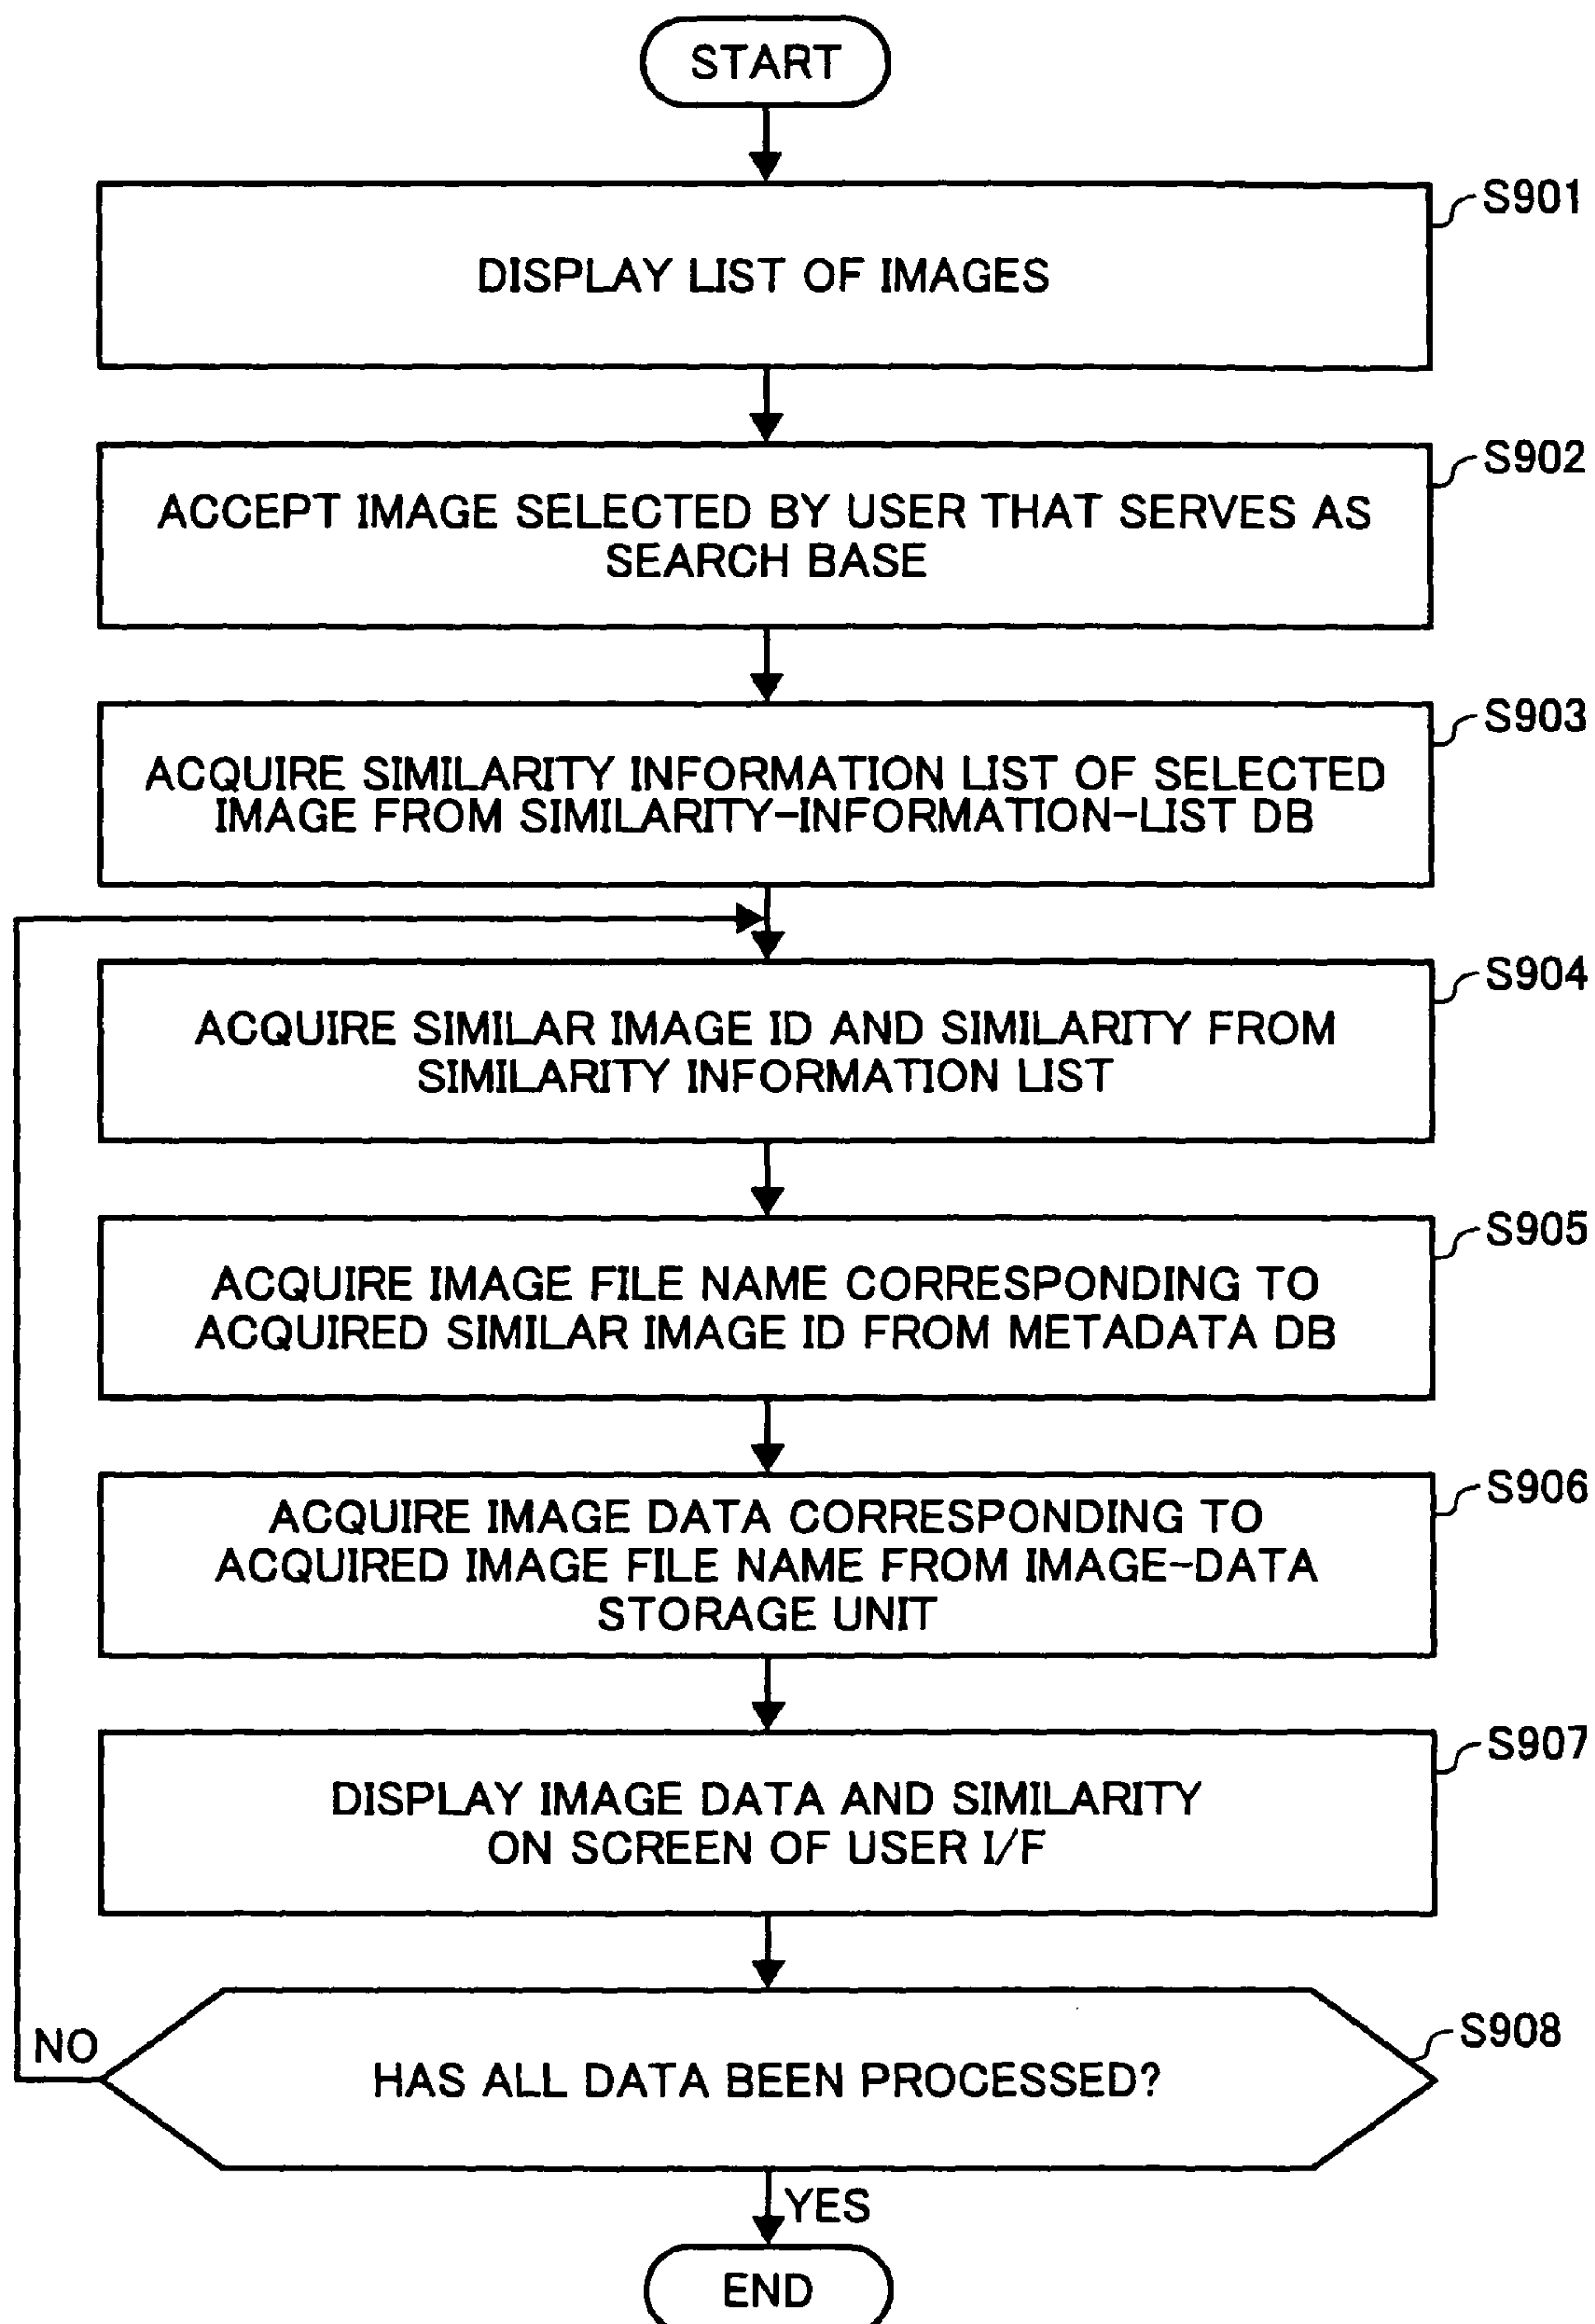 START
S901
DISPLAY LIST OF IMAGES
S902
ACCEPT IMAGE SELECTED BY USER THAT SERVES AS
SEARCH BASE
S903
ACQUIRE SIMILARITY INFORMATION LIST OF SELECTED
IMAGE FROM SIMILARITY-INFORMATION-LIST DB
S904
ACQUIRE SIMILAR IMAGE ID AND SIMILARITY FROM
SIMILARITY INFORMATION LIST
S905
ACQUIRE IMAGE FILE NAME CORRESPONDING TO
ACQUIRED SIMILAR IMAGE ID FROM METADATA DB
S906
ACQUIRE IMAGE DATA CORRESPONDING TO
ACQUIRED IMAGE FILE NAME FROM IMAGE-DATA
STORAGE UNIT
S907
DISPLAY IMAGE DATA AND SIMILARITY
ON SCREEN OF USER I/F
S908
NO
HAS ALL DATA BEEN PROCESSED?
YES
END